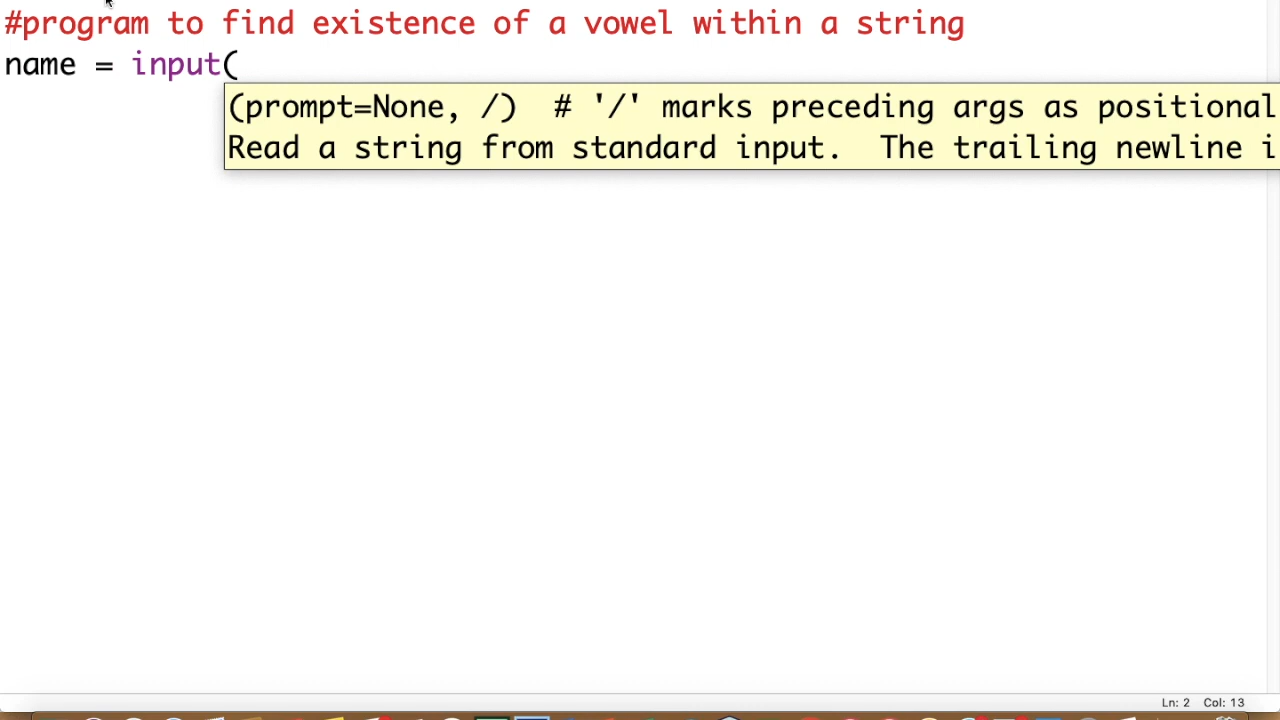 #program to find existence of a vowel within a string
name = input(
(prompt=None, /)  # '/' marks preceding args as positional
Read a string from standard input.  The trailing newline i
Ln: 2  Col: 13